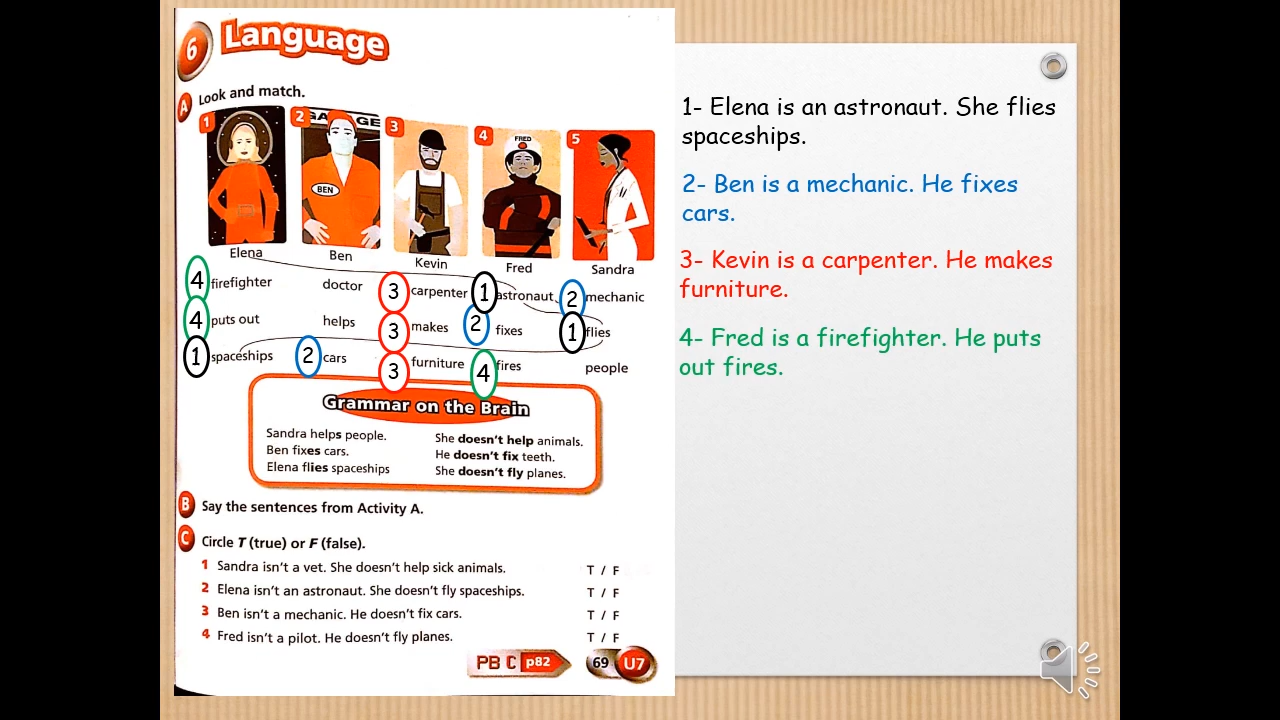 6 Language
A Look and match.
1 2 3 4 5
GARAGE
BEN
FRED
Elena Ben Kevin Fred Sandra
4 firefighter doctor 3 carpenter 1 astronaut 2 mechanic
4 puts out helps 3 makes 2 fixes 1 flies
1 spaceships 2 cars 3 furniture 4 fires people
Grammar on the Brain
Sandra helps people. She doesn't help animals.
Ben fixes cars. He doesn't fix teeth.
Elena flies spaceships She doesn't fly planes.
B Say the sentences from Activity A.
C Circle T (true) or F (false).
1 Sandra isn't a vet. She doesn't help sick animals. T / F
2 Elena isn't an astronaut. She doesn't fly spaceships. T / F
3 Ben isn't a mechanic. He doesn't fix cars. T / F
4 Fred isn't a pilot. He doesn't fly planes. T / F
PB C p82 69 U7
1- Elena is an astronaut. She flies
spaceships.
2- Ben is a mechanic. He fixes
cars.
3- Kevin is a carpenter. He makes
furniture.
4- Fred is a firefighter. He puts
out fires.